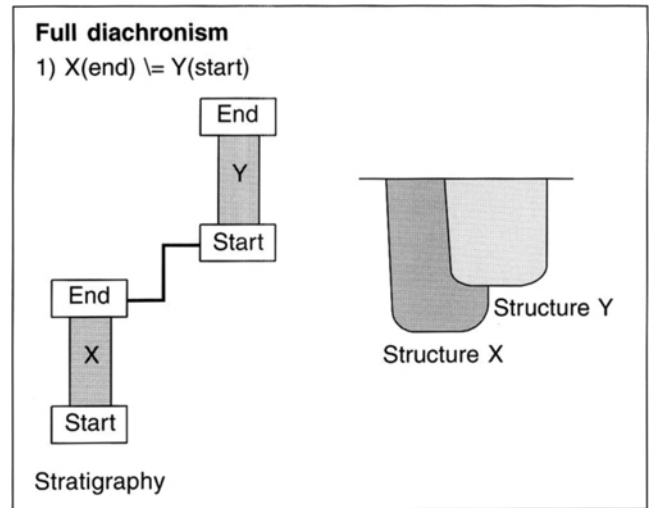 Full diachronism
1) X(end) \= Y(start)
End
Y
Start
End
X
Start
Structure Y
Structure X
Stratigraphy